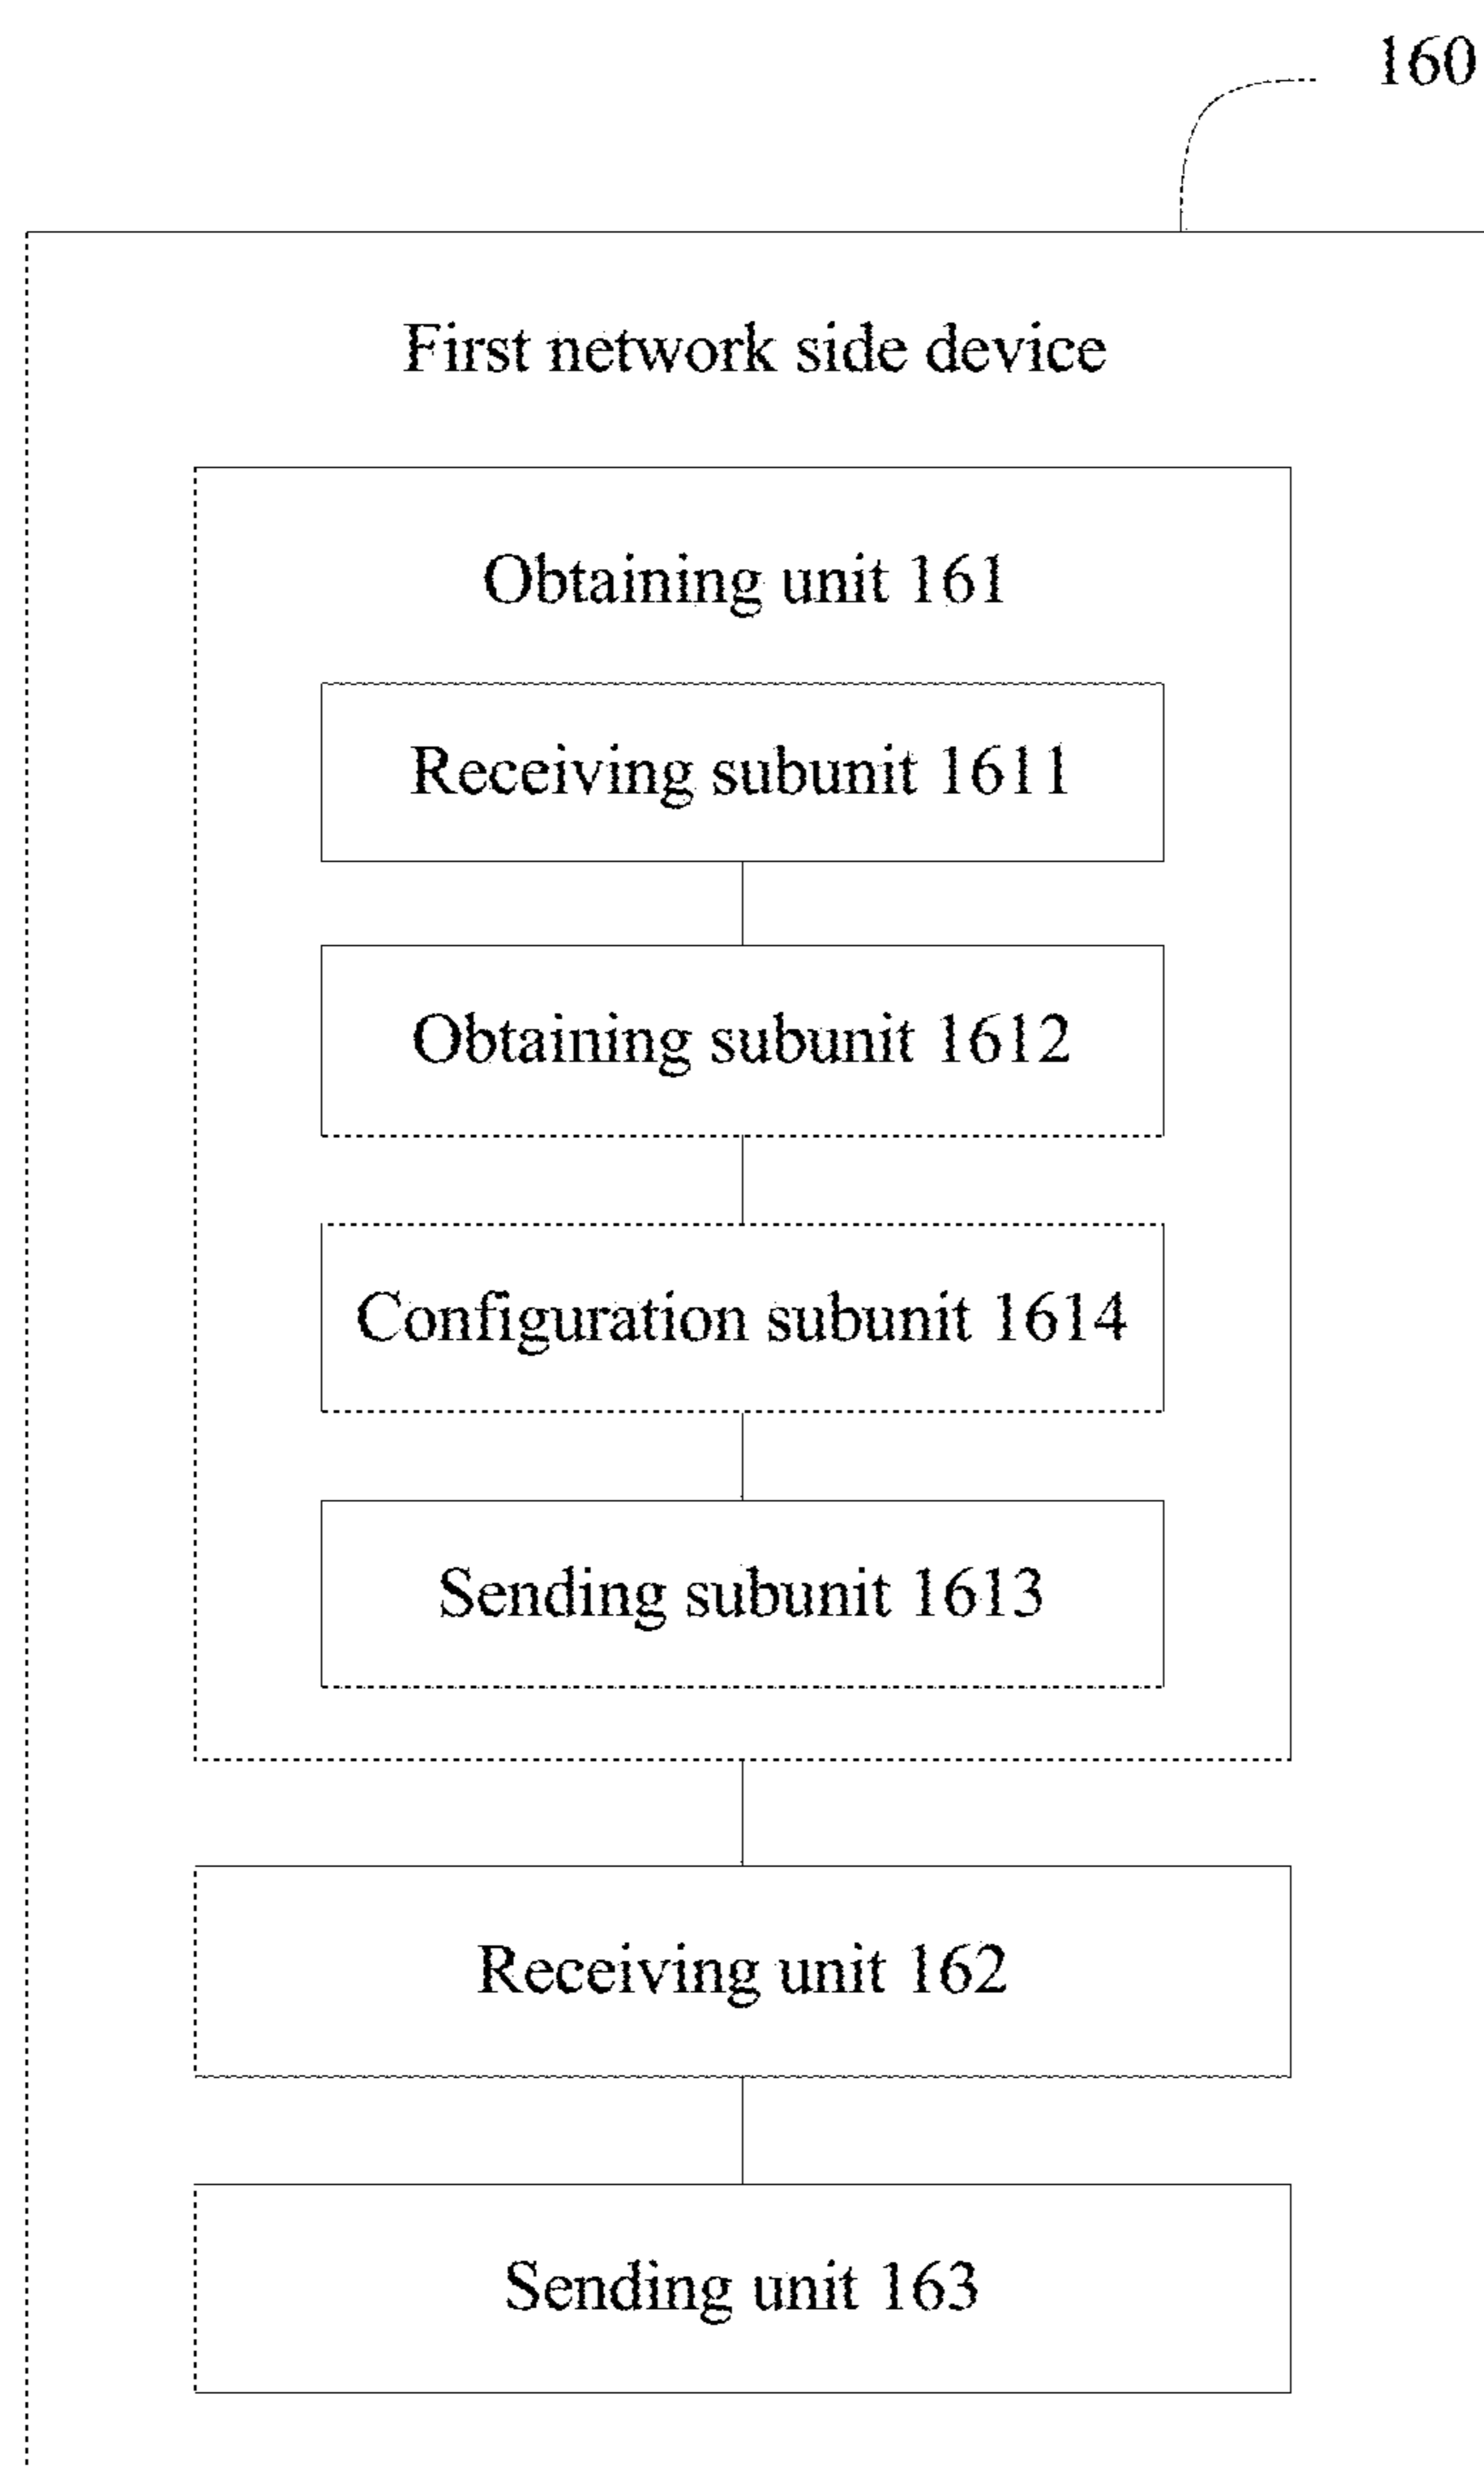 160
First network side device
Obtaining unit 161
Receiving subunit 1611
Obtaining subunit 1612
Configuration subunit 1614
Sending subunit 1613
Receiving unit 162
Sending unit 163